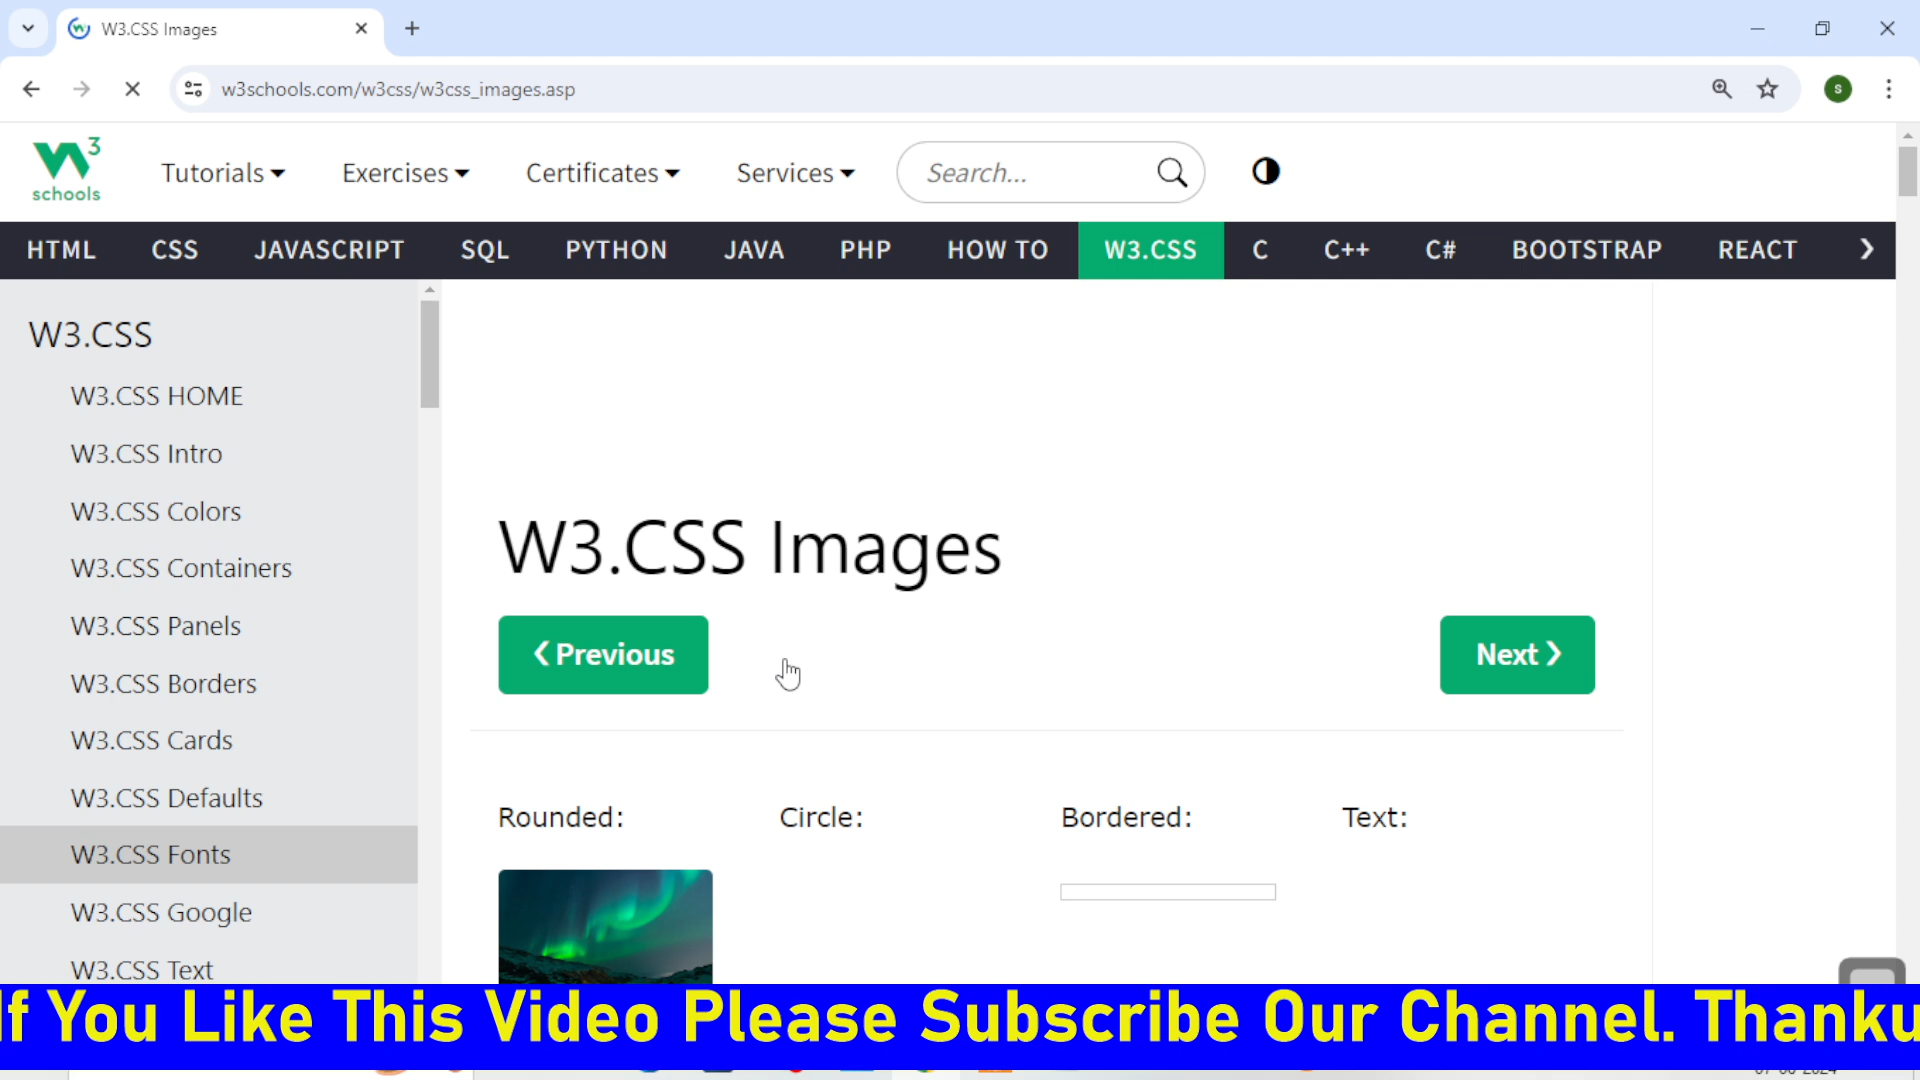 W3.CSS Images
w3schools.com/w3css/w3css_images.asp
S
3
schools
Tutorials
Exercises
Certificates
Services
Search...
HTML CSS JAVASCRIPT SQL PYTHON JAVA PHP HOW TO W3.CSS C C++ C# BOOTSTRAP REACT
W3.CSS
W3.CSS HOME
W3.CSS Intro
W3.CSS Colors
W3.CSS Containers
W3.CSS Panels
W3.CSS Borders
W3.CSS Cards
W3.CSS Defaults
W3.CSS Fonts
W3.CSS Google
W3.CSS Text
W3.CSS Images
❮ Previous
Next ❯
Rounded: Circle: Bordered: Text:
If You Like This Video Please Subscribe Our Channel. Thanku